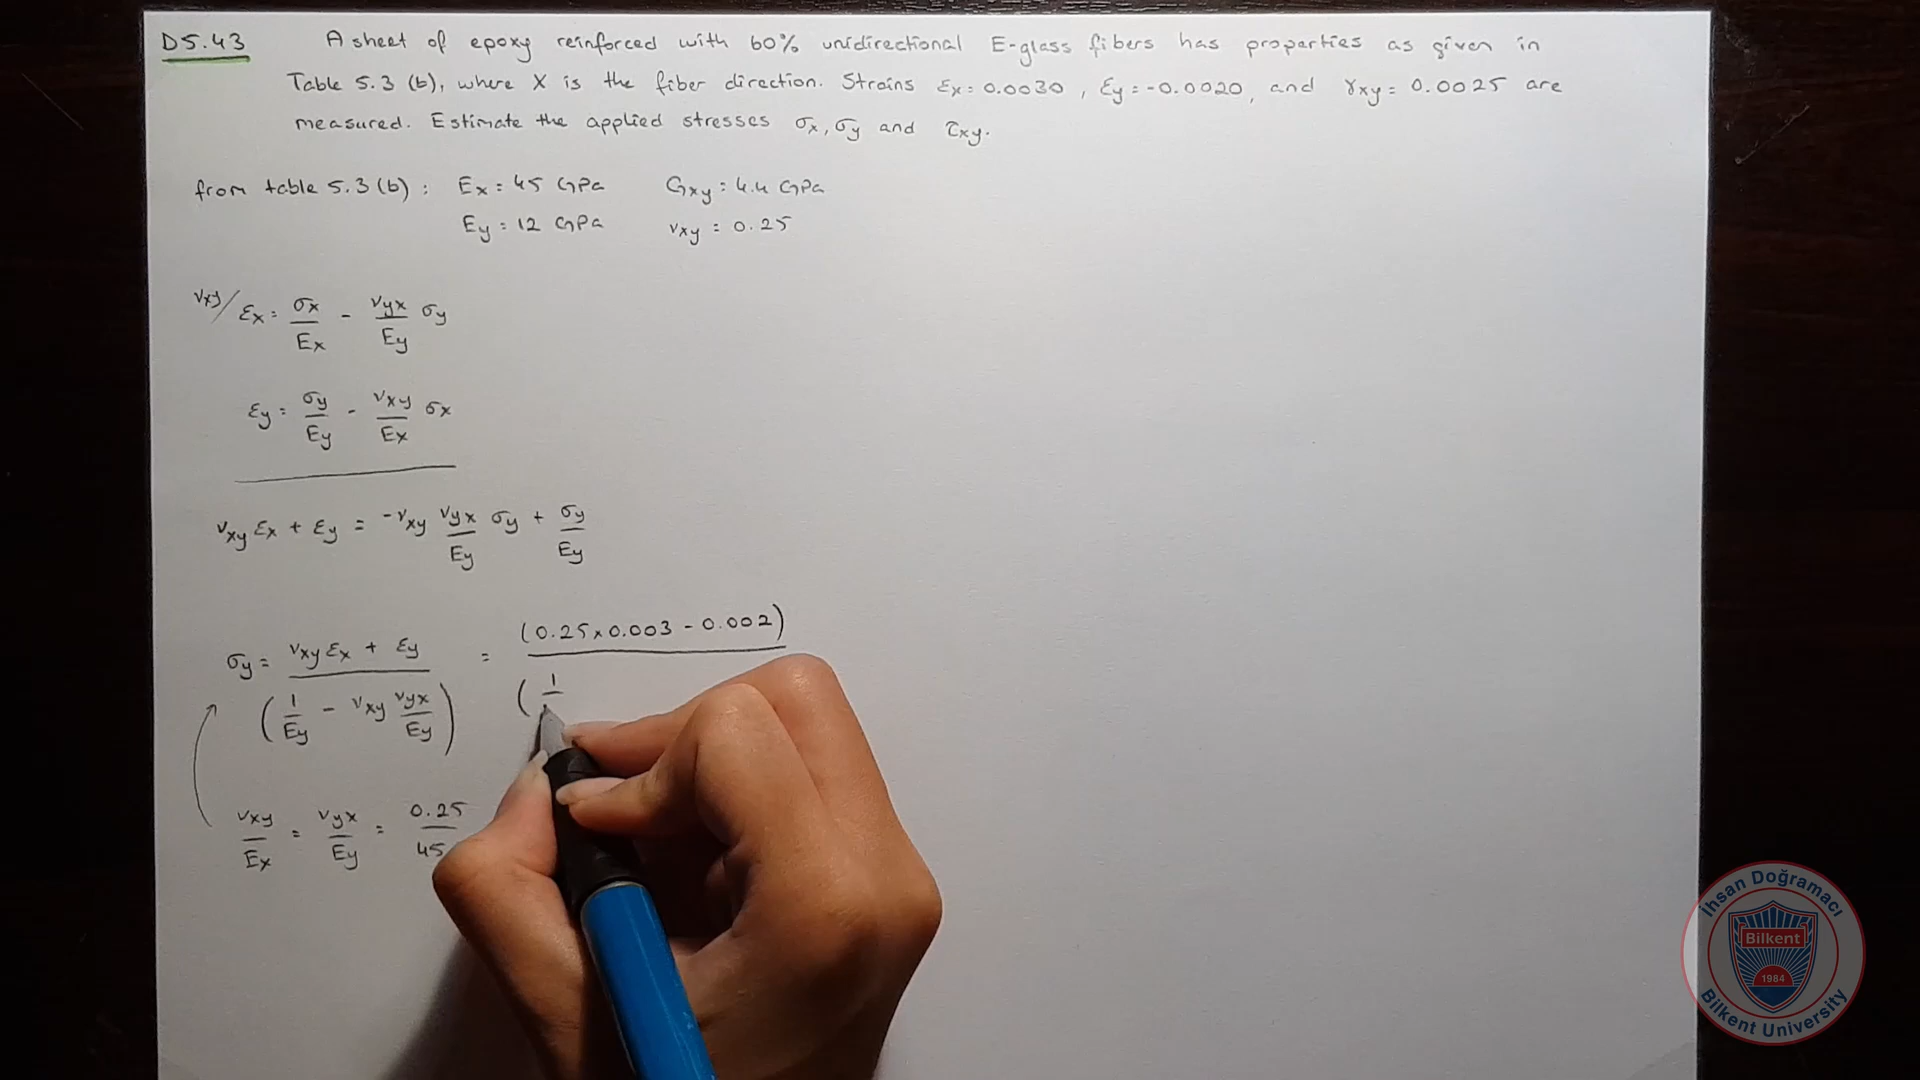 D5.43 A sheet of epoxy reinforced with 60% unidirectional E-glass fibers has properties as given in
Table 5.3 (b), where X is the fiber direction. Strains εx = 0.0030, εy = -0.0020, and γxy = 0.0025 are
measured. Estimate the applied stresses σx, σy and τxy.
from table 5.3 (b) : Ex = 45 GPa Gxy = 4.4 GPa
Ey = 12 GPa νxy = 0.25
νxy/ εx = σx/Ex - νyx/Ey σy
εy = σy/Ey - νxy/Ex σx
νxy εx + εy = -νxy νyx/Ey σy + σy/Ey
σy = νxy εx + εy / (1/Ey - νxy νyx/Ey) = (0.25 x 0.003 - 0.002) / (1/
νxy/Ex = νyx/Ey = 0.25/45
İhsan Doğramacı
Bilkent
1984
Bilkent University